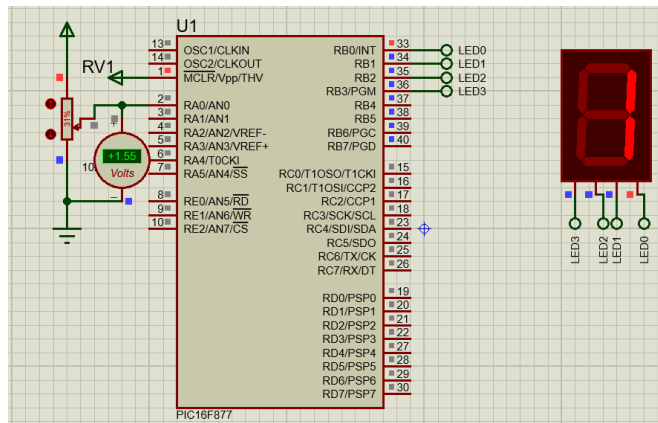 U1
RV1
31%
10
+1.55
Volts
13 OSC1/CLKIN
14 OSC2/CLKOUT
1 MCLR/Vpp/THV
2 RA0/AN0
3 RA1/AN1
4 RA2/AN2/VREF-
5 RA3/AN3/VREF+
6 RA4/T0CKI
7 RA5/AN4/SS
8 RE0/AN5/RD
9 RE1/AN6/WR
10 RE2/AN7/CS
RB0/INT 33 LED0
RB1 34 LED1
RB2 35 LED2
RB3/PGM 36 LED3
RB4 37
RB5 38
RB6/PGC 39
RB7/PGD 40
RC0/T1OSO/T1CKI 15
RC1/T1OSI/CCP2 16
RC2/CCP1 17
RC3/SCK/SCL 18
RC4/SDI/SDA 23
RC5/SDO 24
RC6/TX/CK 25
RC7/RX/DT 26
RD0/PSP0 19
RD1/PSP1 20
RD2/PSP2 21
RD3/PSP3 22
RD4/PSP4 27
RD5/PSP5 28
RD6/PSP6 29
RD7/PSP7 30
PIC16F877
1
LED3
LED2
LED1
LED0